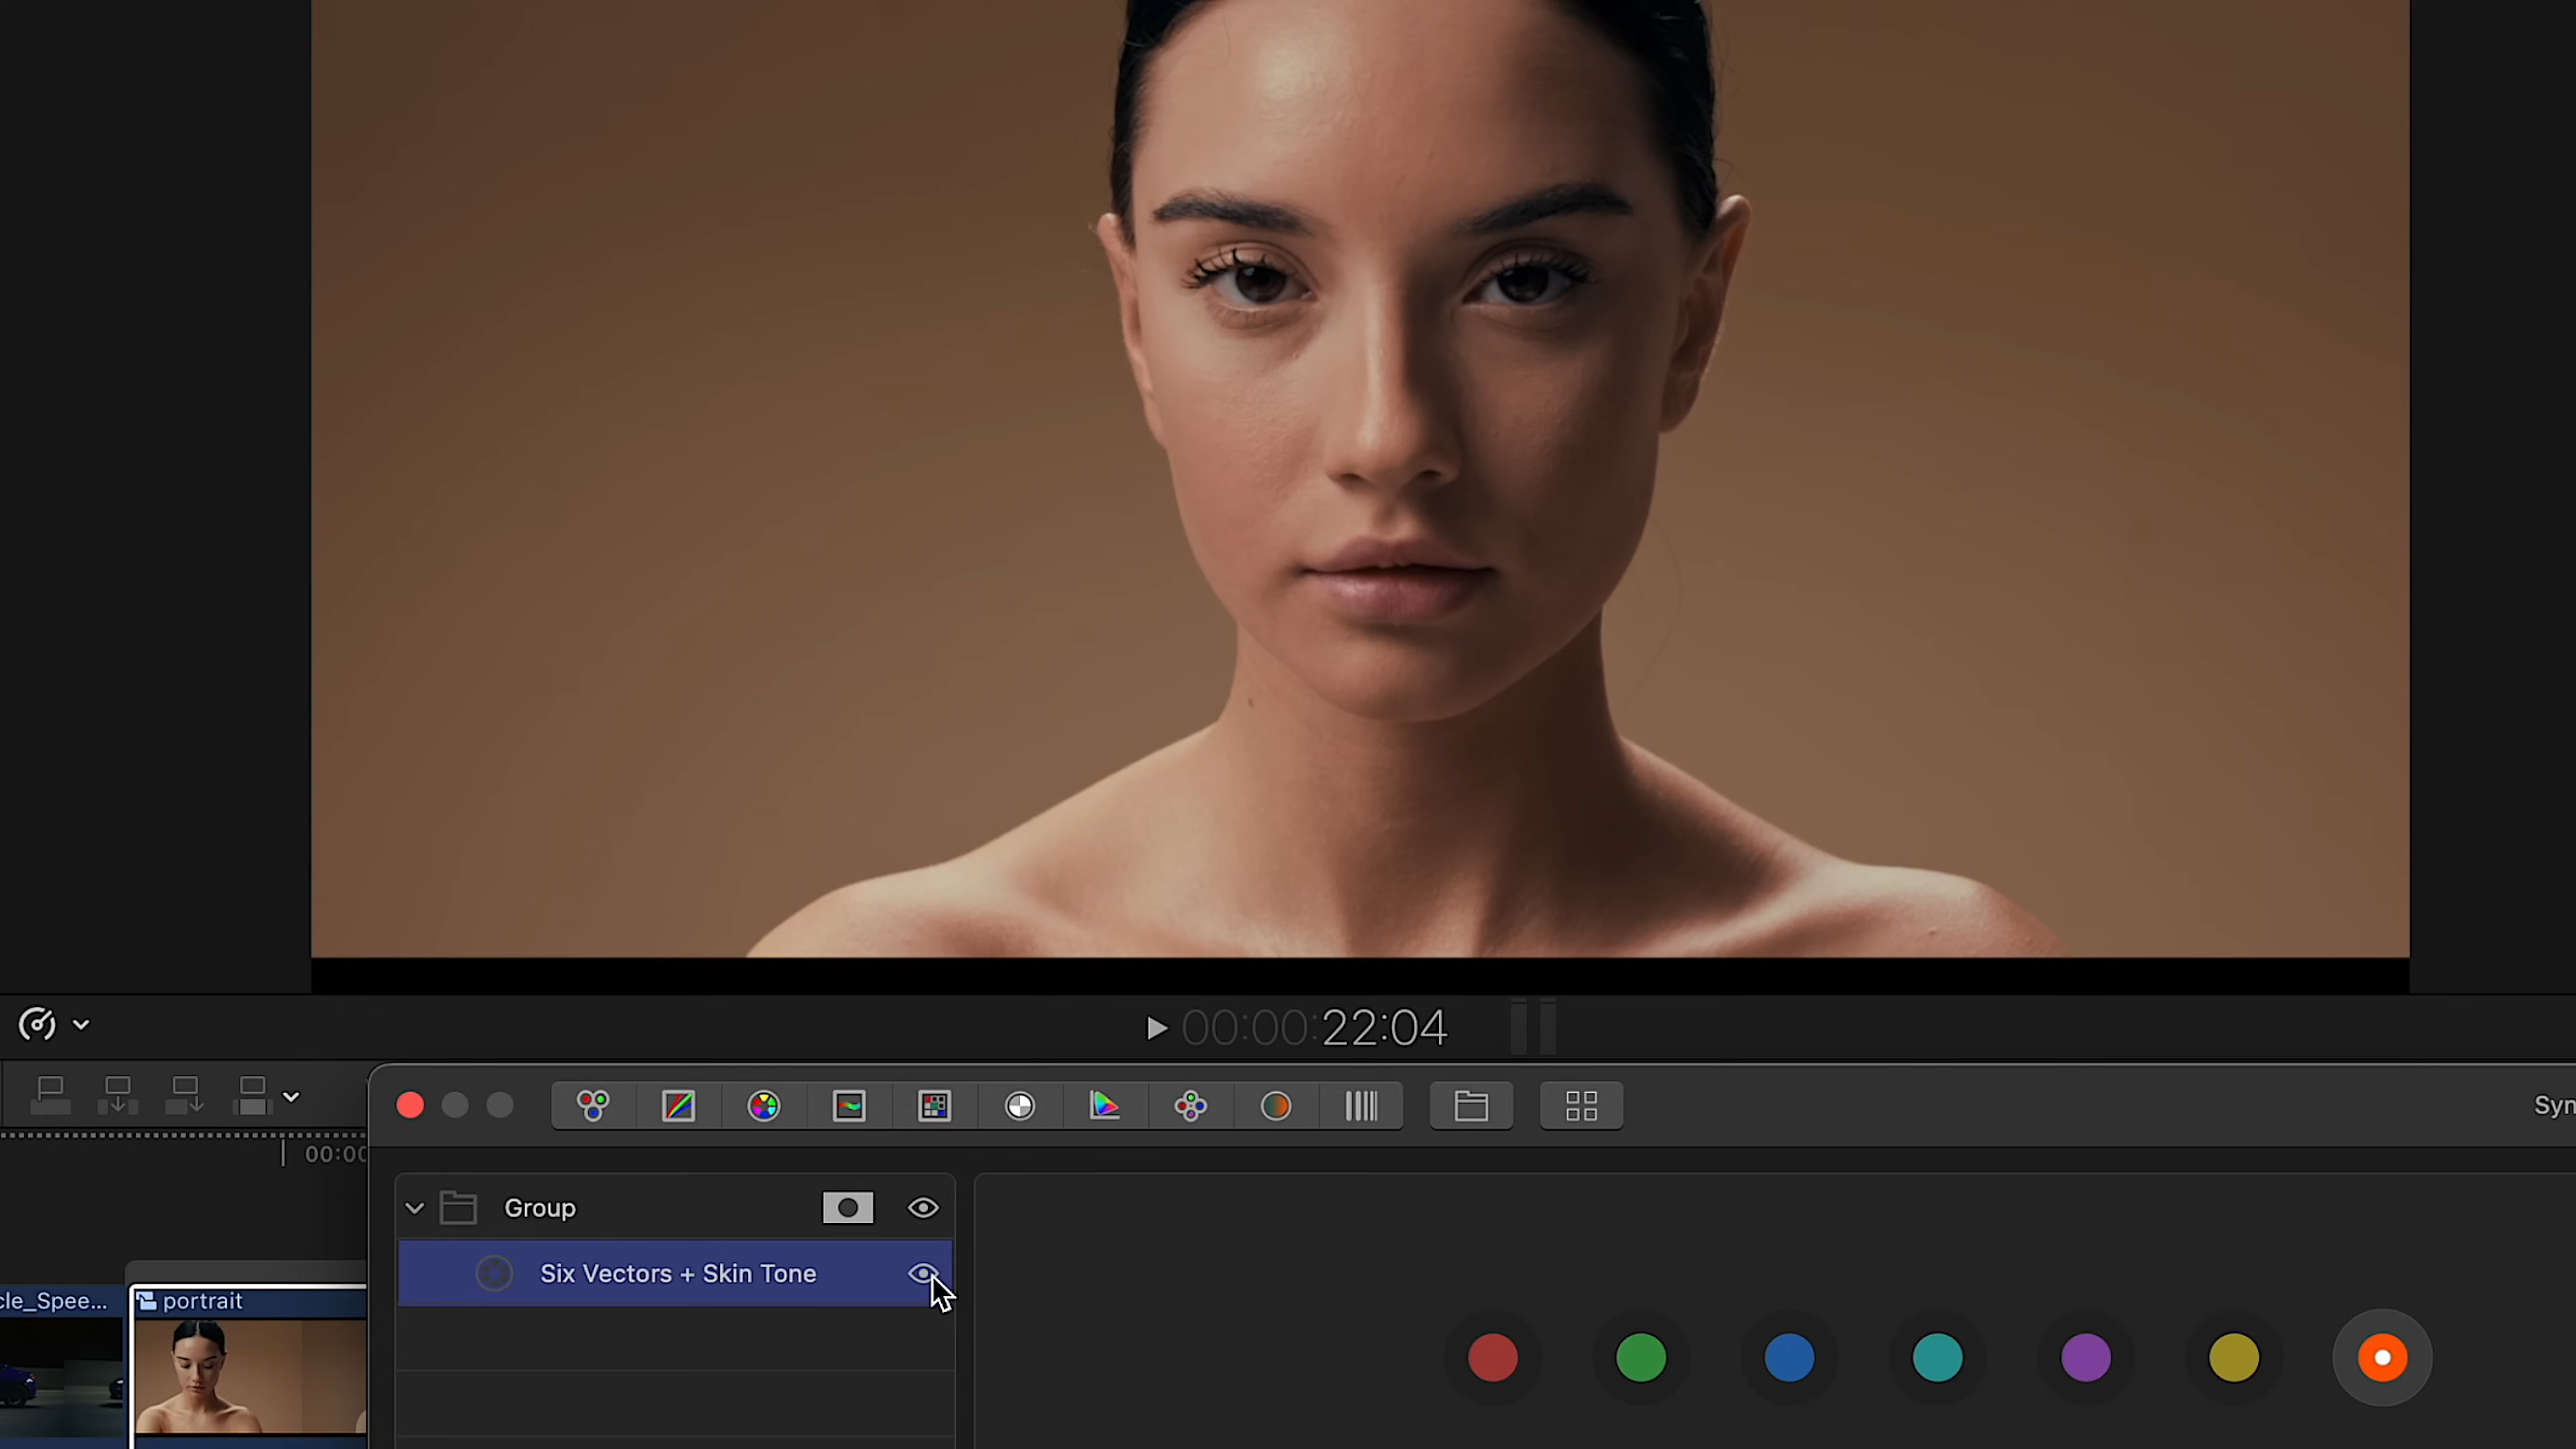 00:00:22:04
Syn
00:00
Group
Six Vectors + Skin Tone
cle_Spee...
portrait